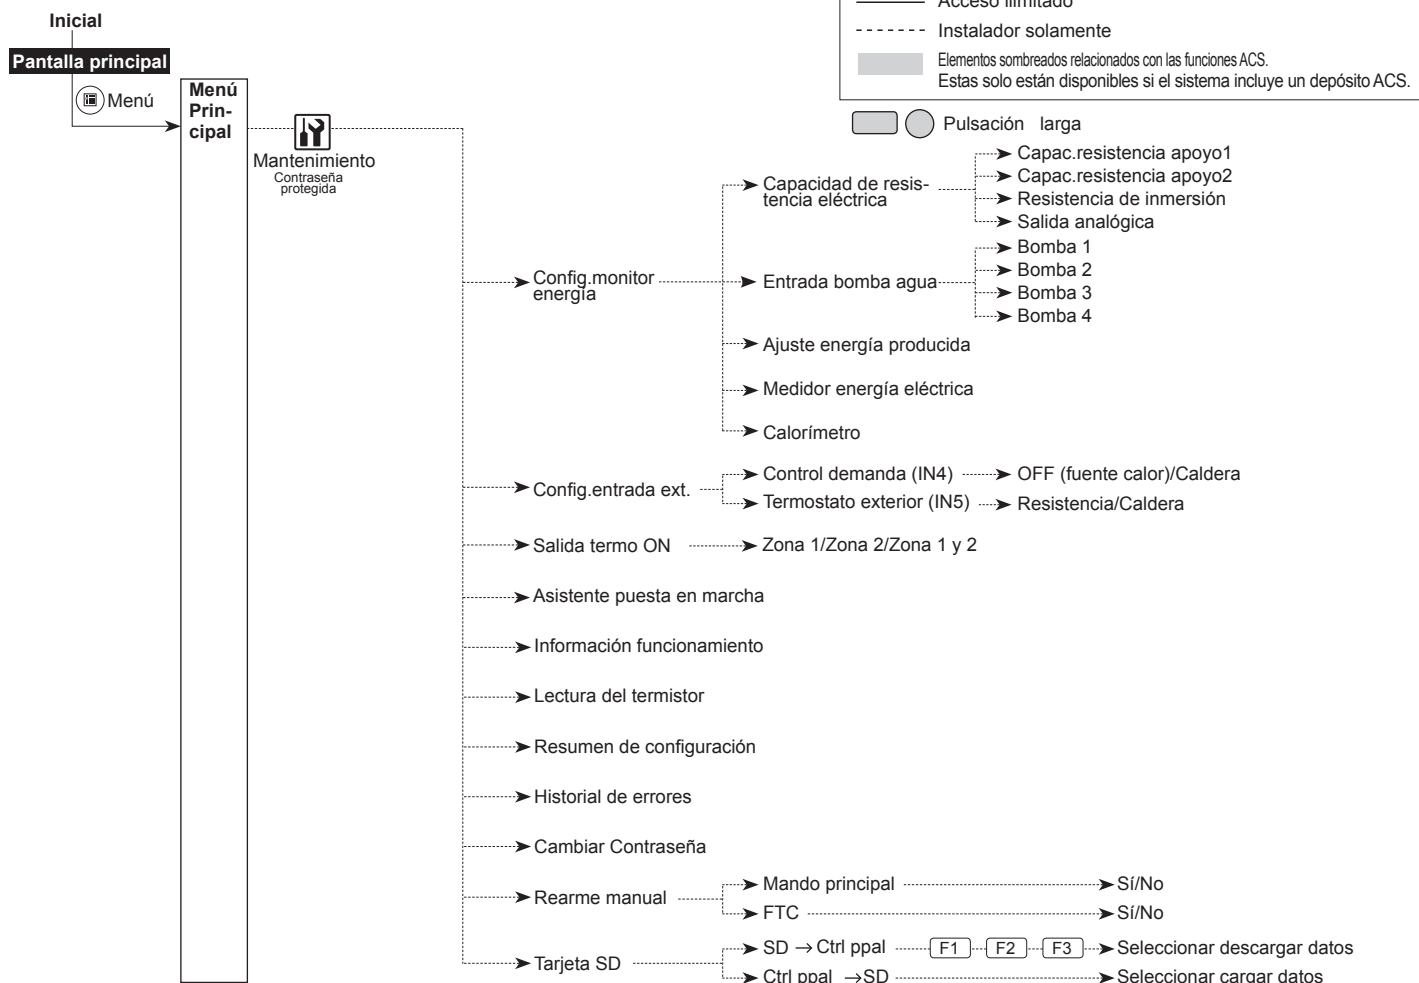 Acceso ilimitado
Instalador solamente
Elementos sombreados relacionados con las funciones ACS.
Estas solo están disponibles si el sistema incluye un depósito ACS.
Pulsación larga
Inicial
Pantalla principal
Menú
Menú
Prin-
cipal
Mantenimiento
Contraseña
protegida
Config.monitor
energía
Capacidad de resis-
tencia eléctrica
Capac.resistencia apoyo1
Capac.resistencia apoyo2
Resistencia de inmersión
Salida analógica
Entrada bomba agua
Bomba 1
Bomba 2
Bomba 3
Bomba 4
Ajuste energía producida
Medidor energía eléctrica
Calorímetro
Config.entrada ext.
Control demanda (IN4)
OFF (fuente calor)/Caldera
Termostato exterior (IN5)
Resistencia/Caldera
Salida termo ON
Zona 1/Zona 2/Zona 1 y 2
Asistente puesta en marcha
Información funcionamiento
Lectura del termistor
Resumen de configuración
Historial de errores
Cambiar Contraseña
Rearme manual
Mando principal
Sí/No
FTC
Sí/No
Tarjeta SD
SD → Ctrl ppal
F1
F2
F3
Seleccionar descargar datos
Ctrl ppal → SD
Seleccionar cargar datos